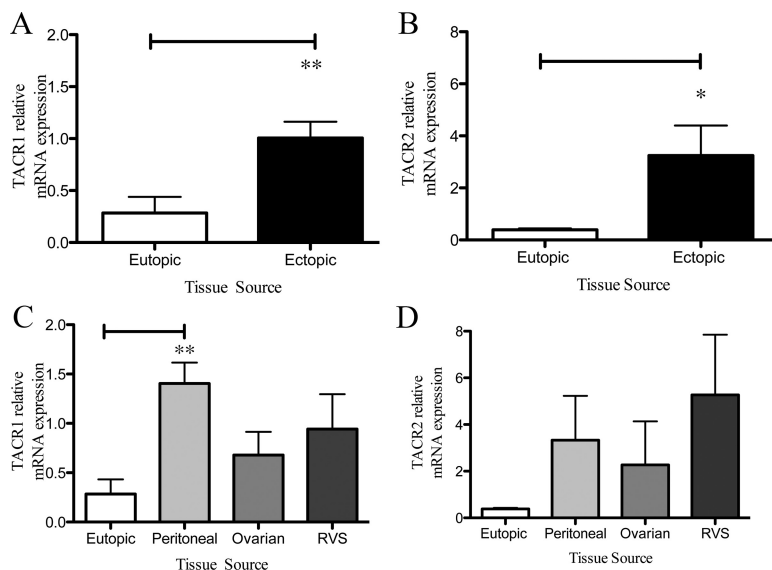 A
TACR1 relative
mRNA expression
2.0
1.5
1.0
0.5
0.0
**
Eutopic Ectopic
Tissue Source
B
TACR2 relative
mRNA expression
8
6
4
2
0
*
Eutopic Ectopic
Tissue Source
C
TACR1 relative
mRNA expression
2.0
1.5
1.0
0.5
0.0
**
Eutopic Peritoneal Ovarian RVS
Tissue Source
D
TACR2 relative
mRNA expression
8
6
4
2
0
Eutopic Peritoneal Ovarian RVS
Tissue Source